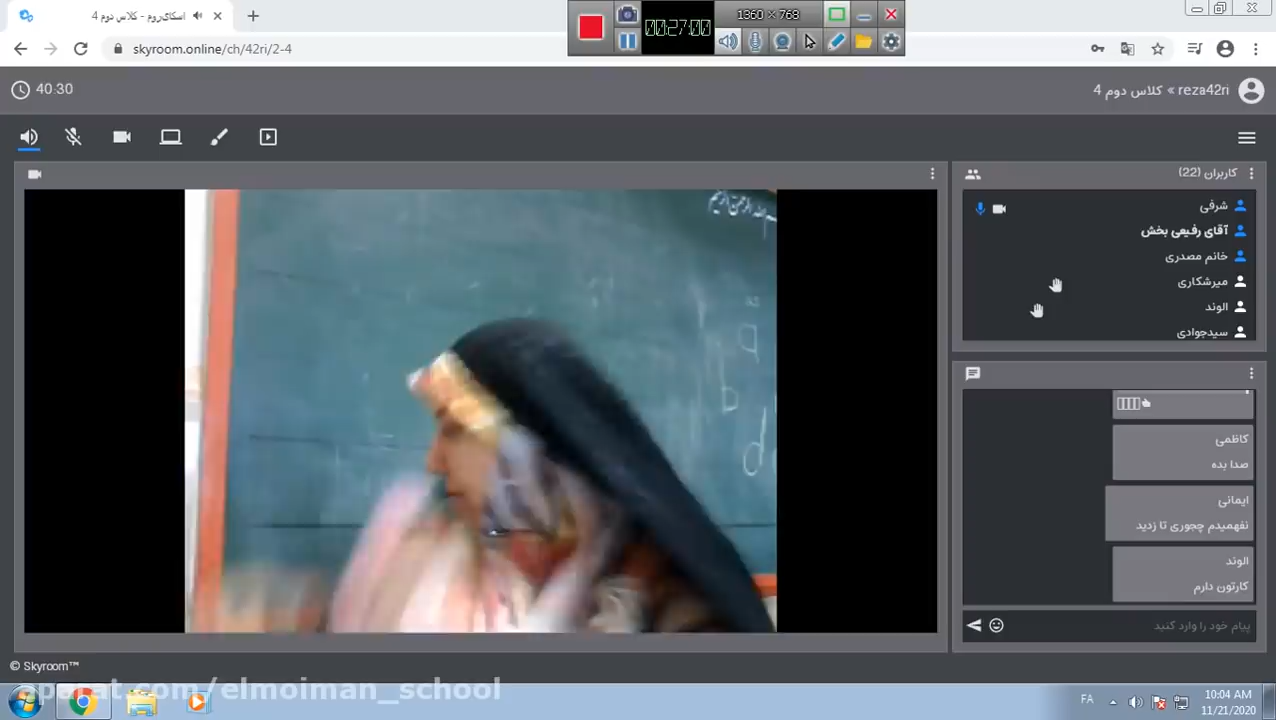 اسکای‌روم - کلاس دوم 4
skyroom.online/ch/42ri/2-4
00:27:00
1360 × 768
40:30
reza42ri » کلاس دوم 4
کاربران (22)
شرفی
آقای رفیعی بخش
خانم مصدری
میرشکاری
الوند
سیدجوادی
کاظمی
صدا بده
ایمانی
نفهمیدم چجوری تا زدید
الوند
کارتون دارم
پیام خود را وارد کنید
a
b
d
© Skyroom™
aparat.com/elmoiman_school
FA
10:04 AM
11/21/2020